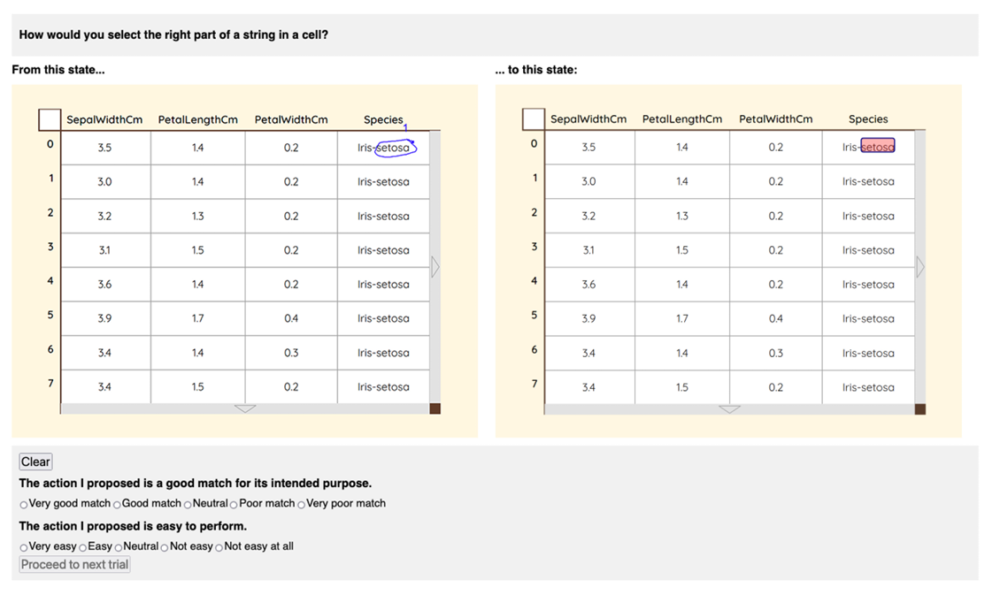 How would you select the right part of a string in a cell?
From this state... ... to this state:
SepalWidthCm PetalLengthCm PetalWidthCm Species SepalWidthCm PetalLengthCm PetalWidthCm Species
1
0 3.5 1.4 0.2 Iris-setosa 0 3.5 1.4 0.2 Iris-setosa
1 3.0 1.4 0.2 Iris-setosa 1 3.0 1.4 0.2 Iris-setosa
2 3.2 1.3 0.2 Iris-setosa 2 3.2 1.3 0.2 Iris-setosa
3 3.1 1.5 0.2 Iris-setosa 3 3.1 1.5 0.2 Iris-setosa
4 3.6 1.4 0.2 Iris-setosa 4 3.6 1.4 0.2 Iris-setosa
5 3.9 1.7 0.4 Iris-setosa 5 3.9 1.7 0.4 Iris-setosa
6 3.4 1.4 0.3 Iris-setosa 6 3.4 1.4 0.3 Iris-setosa
7 3.4 1.5 0.2 Iris-setosa 7 3.4 1.5 0.2 Iris-setosa
Clear
The action I proposed is a good match for its intended purpose.
Very good match Good match Neutral Poor match Very poor match
The action I proposed is easy to perform.
Very easy Easy Neutral Not easy Not easy at all
Proceed to next trial